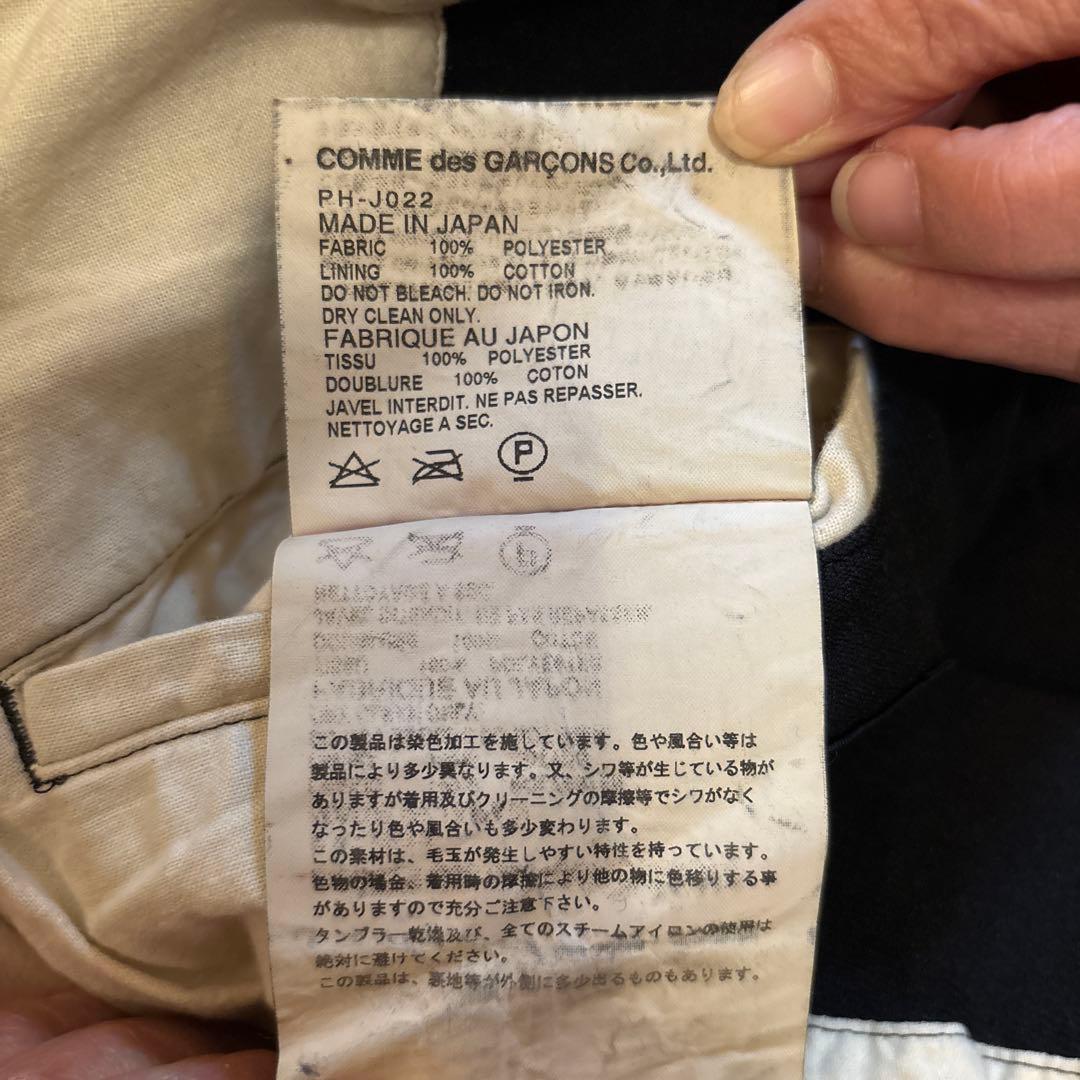 COMME des GARÇONS Co.,Ltd.
PH-J022
MADE IN JAPAN
FABRIC 100% POLYESTER
LINING 100% COTTON
DO NOT BLEACH. DO NOT IRON.
DRY CLEAN ONLY.
FABRIQUE AU JAPON
TISSU 100% POLYESTER
DOUBLURE 100% COTON
JAVEL INTERDIT. NE PAS REPASSER.
NETTOYAGE A SEC.
P
この製品は染色加工を施しています。色や風合い等は
製品により多少異なります。又、シワ等が生じている物が
ありますが着用及びクリーニングの摩擦等でシワがなく
なったり色や風合いも多少変わります。
この素材は、毛玉が発生しやすい特性を持っています。
色物の場合、着用時の摩擦により他の物に色移りする事
がありますので充分ご注意下さい。
タンブラー乾燥及び、全てのスチームアイロンの使用は
絶対に避けてください。
この製品は、裏地等が外側に多少出るものもあります。